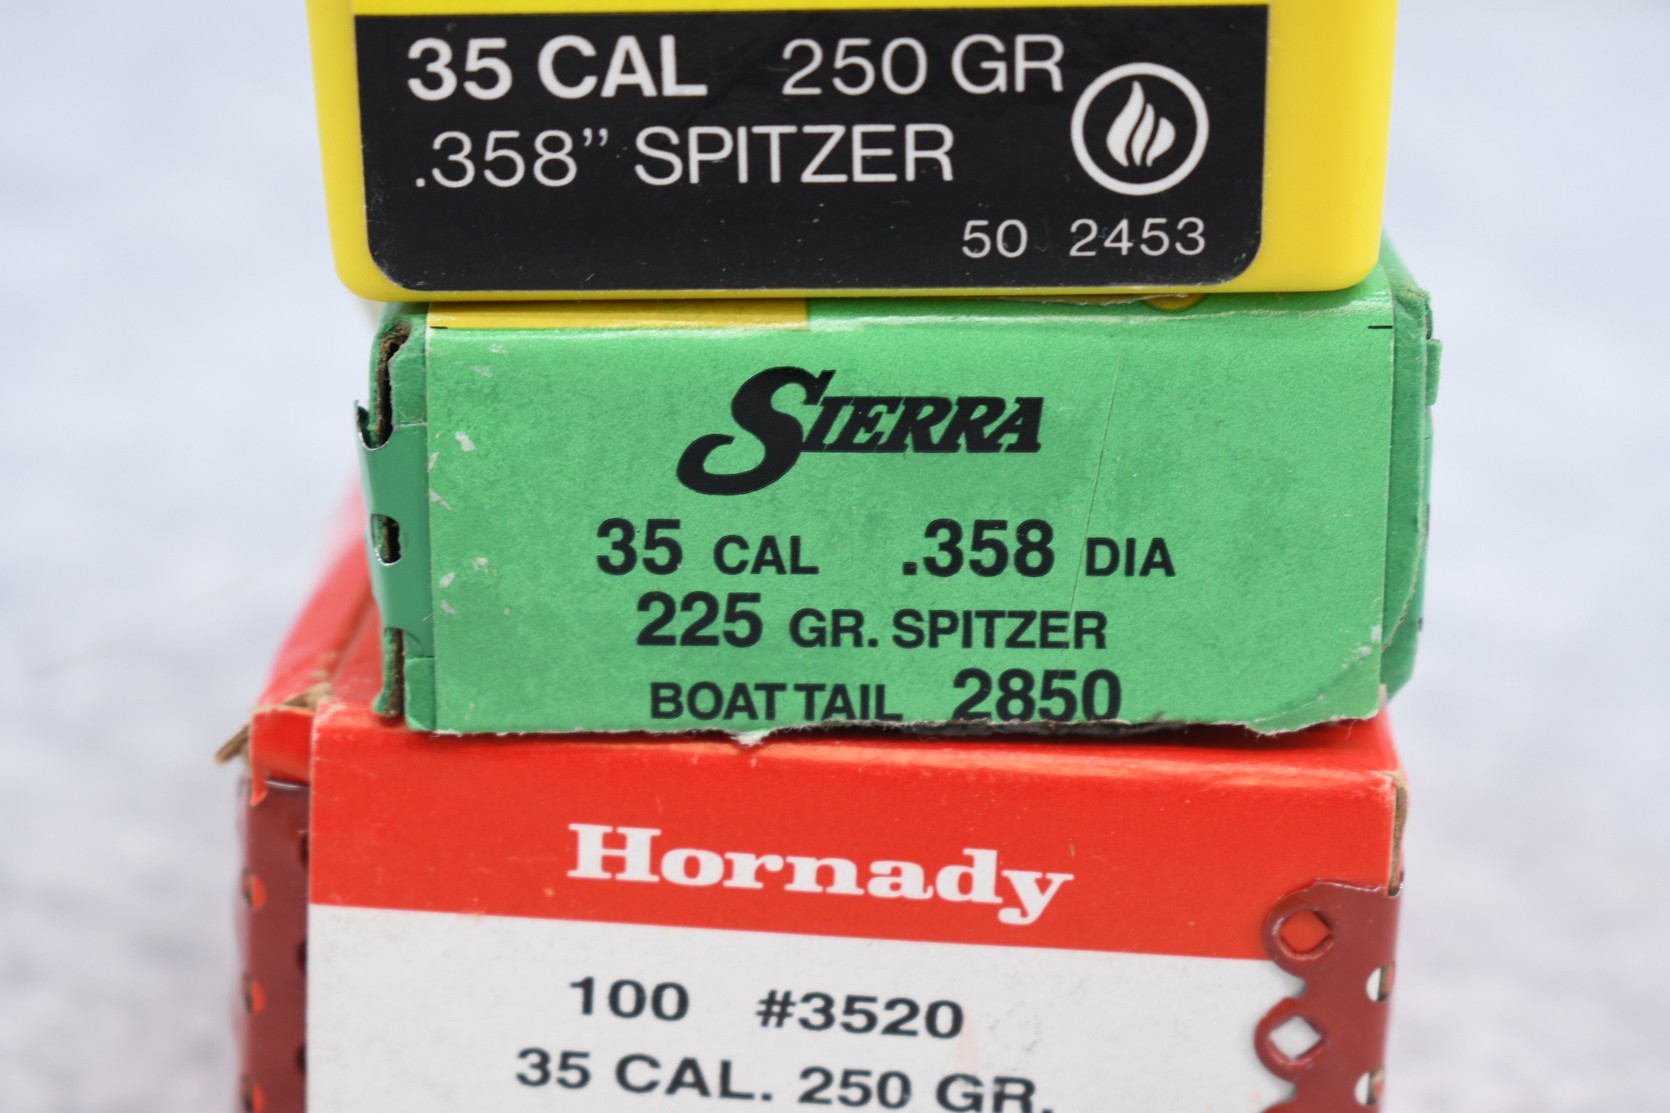 35 CAL 250 GR
.358” SPITZER
50 2453
SIERRA
35 CAL .358 DIA
225 GR. SPITZER
BOAT TAIL 2850
Hornady
100 #3520
35 CAL. 250 GR.